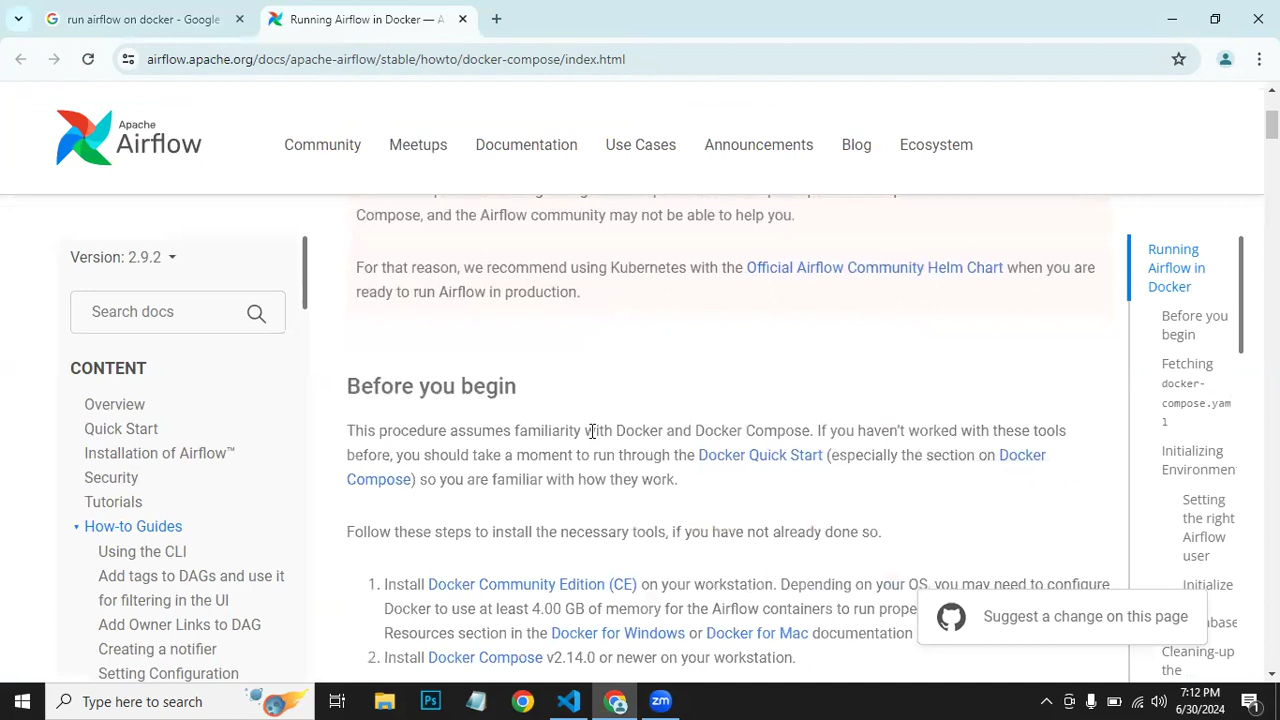 run airflow on docker - Google
Running Airflow in Docker — A
airflow.apache.org/docs/apache-airflow/stable/howto/docker-compose/index.html
Apache
Airflow
Community
Meetups
Documentation
Use Cases
Announcements
Blog
Ecosystem
Version: 2.9.2
Search docs
CONTENT
Overview
Quick Start
Installation of Airflow™
Security
Tutorials
How-to Guides
Using the CLI
Add tags to DAGs and use it
for filtering in the UI
Add Owner Links to DAG
Creating a notifier
Setting Configuration
Compose, and the Airflow community may not be able to help you.
For that reason, we recommend using Kubernetes with the Official Airflow Community Helm Chart when you are
ready to run Airflow in production.
Before you begin
This procedure assumes familiarity with Docker and Docker Compose. If you haven't worked with these tools
before, you should take a moment to run through the Docker Quick Start (especially the section on Docker
Compose) so you are familiar with how they work.
Follow these steps to install the necessary tools, if you have not already done so.
1. Install Docker Community Edition (CE) on your workstation. Depending on your OS, you may need to configure
Docker to use at least 4.00 GB of memory for the Airflow containers to run prope
Resources section in the Docker for Windows or Docker for Mac documentation
2. Install Docker Compose v2.14.0 or newer on your workstation.
Running
Airflow in
Docker
Before you
begin
Fetching
docker-
compose.yam
l
Initializing
Environmen
Setting
the right
Airflow
user
Initialize
abase
Cleaning-up
the
Suggest a change on this page
Type here to search
7:12 PM
6/30/2024